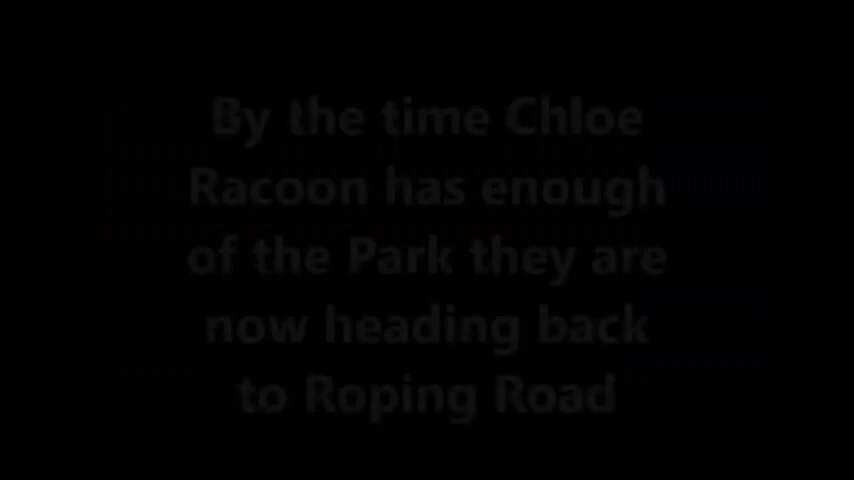 By the time Chloe
Racoon has enough
of the Park they are
now heading back
to Roping Road